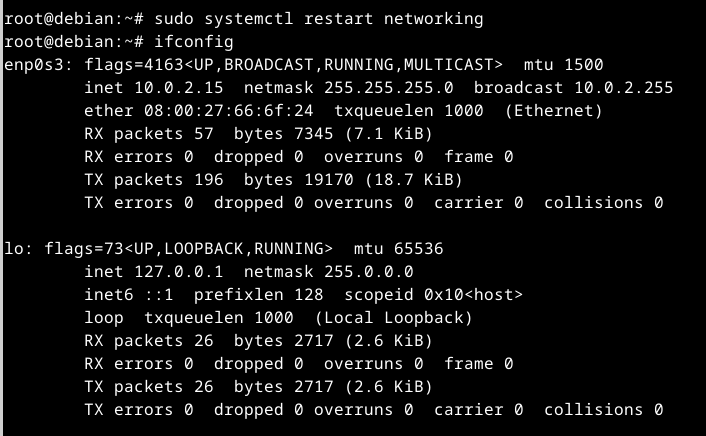 root@debian:~# sudo systemctl restart networking
root@debian:~# ifconfig
enp0s3: flags=4163<UP,BROADCAST,RUNNING,MULTICAST>  mtu 1500
        inet 10.0.2.15  netmask 255.255.255.0  broadcast 10.0.2.255
        ether 08:00:27:66:6f:24  txqueuelen 1000  (Ethernet)
        RX packets 57  bytes 7345 (7.1 KiB)
        RX errors 0  dropped 0  overruns 0  frame 0
        TX packets 196  bytes 19170 (18.7 KiB)
        TX errors 0  dropped 0 overruns 0  carrier 0  collisions 0

lo: flags=73<UP,LOOPBACK,RUNNING>  mtu 65536
        inet 127.0.0.1  netmask 255.0.0.0
        inet6 ::1  prefixlen 128  scopeid 0x10<host>
        loop  txqueuelen 1000  (Local Loopback)
        RX packets 26  bytes 2717 (2.6 KiB)
        RX errors 0  dropped 0  overruns 0  frame 0
        TX packets 26  bytes 2717 (2.6 KiB)
        TX errors 0  dropped 0 overruns 0  carrier 0  collisions 0